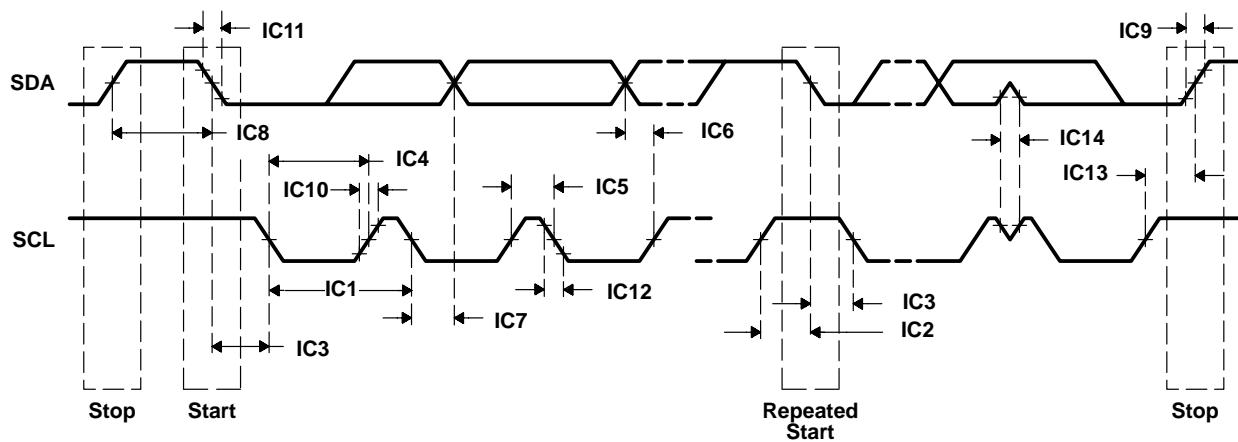 IC11
IC9
SDA
IC8
IC6
IC4
IC14
IC10
IC5
IC13
SCL
IC1
IC12
IC7
IC3
IC3
IC2
Stop
Start
Repeated
Start
Stop